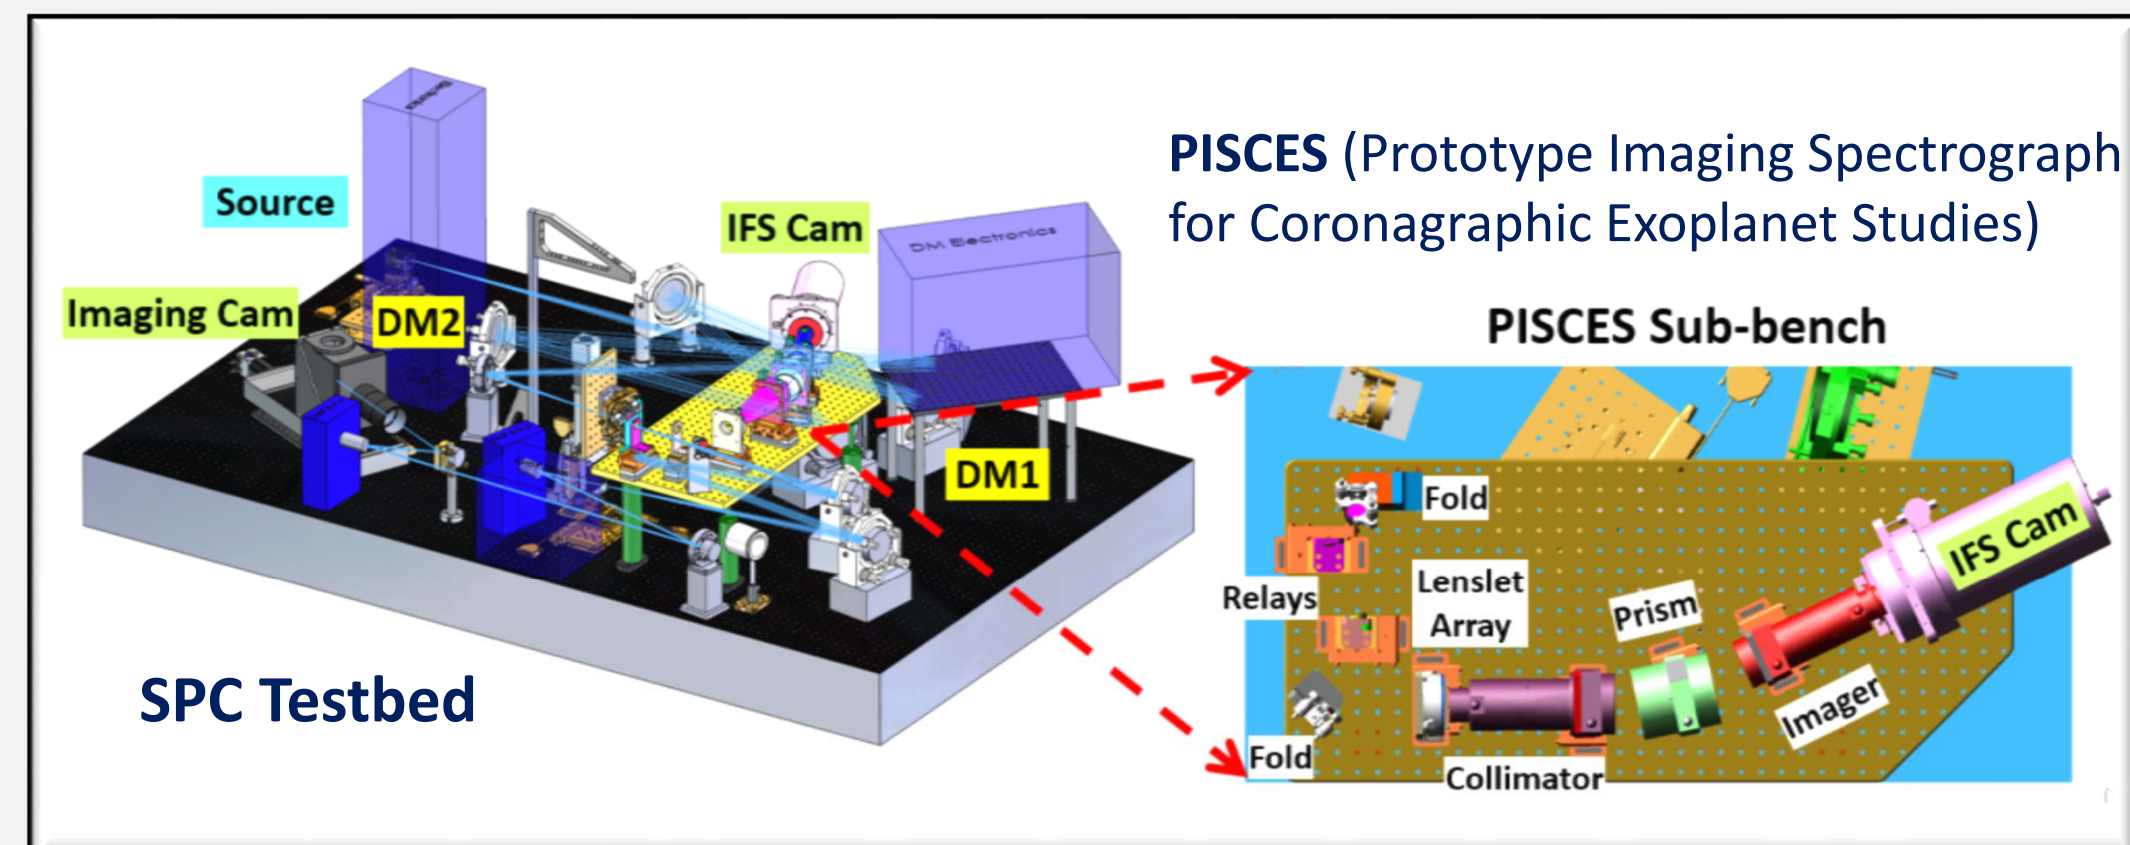 PISCES (Prototype Imaging Spectrograph
for Coronagraphic Exoplanet Studies)
Source
IFS Cam
DM Electronics
Imaging Cam
DM2
DM1
SPC Testbed
PISCES Sub-bench
Fold
IFS Cam
Relays
Lenslet
Array
Prism
Imager
Fold
Collimator